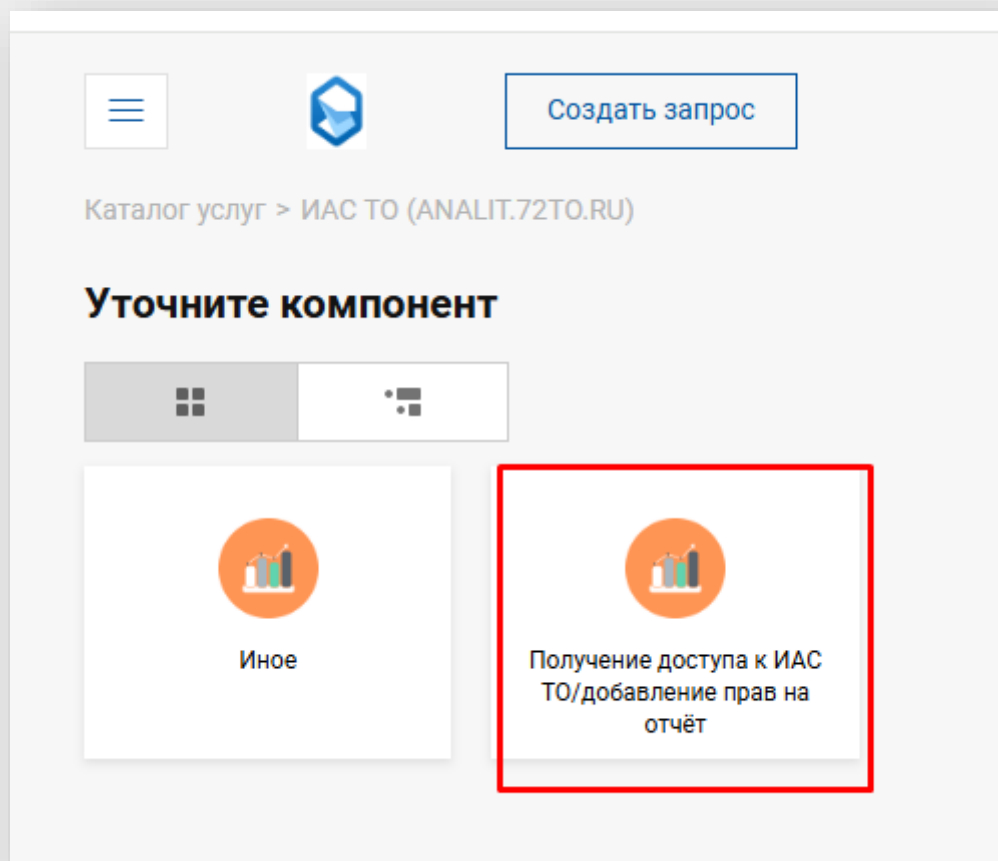 Создать запрос
Каталог услуг > ИАС ТО (ANALIT.72TO.RU)
Уточните компонент
Иное
Получение доступа к ИАС
ТО/добавление прав на
отчёт